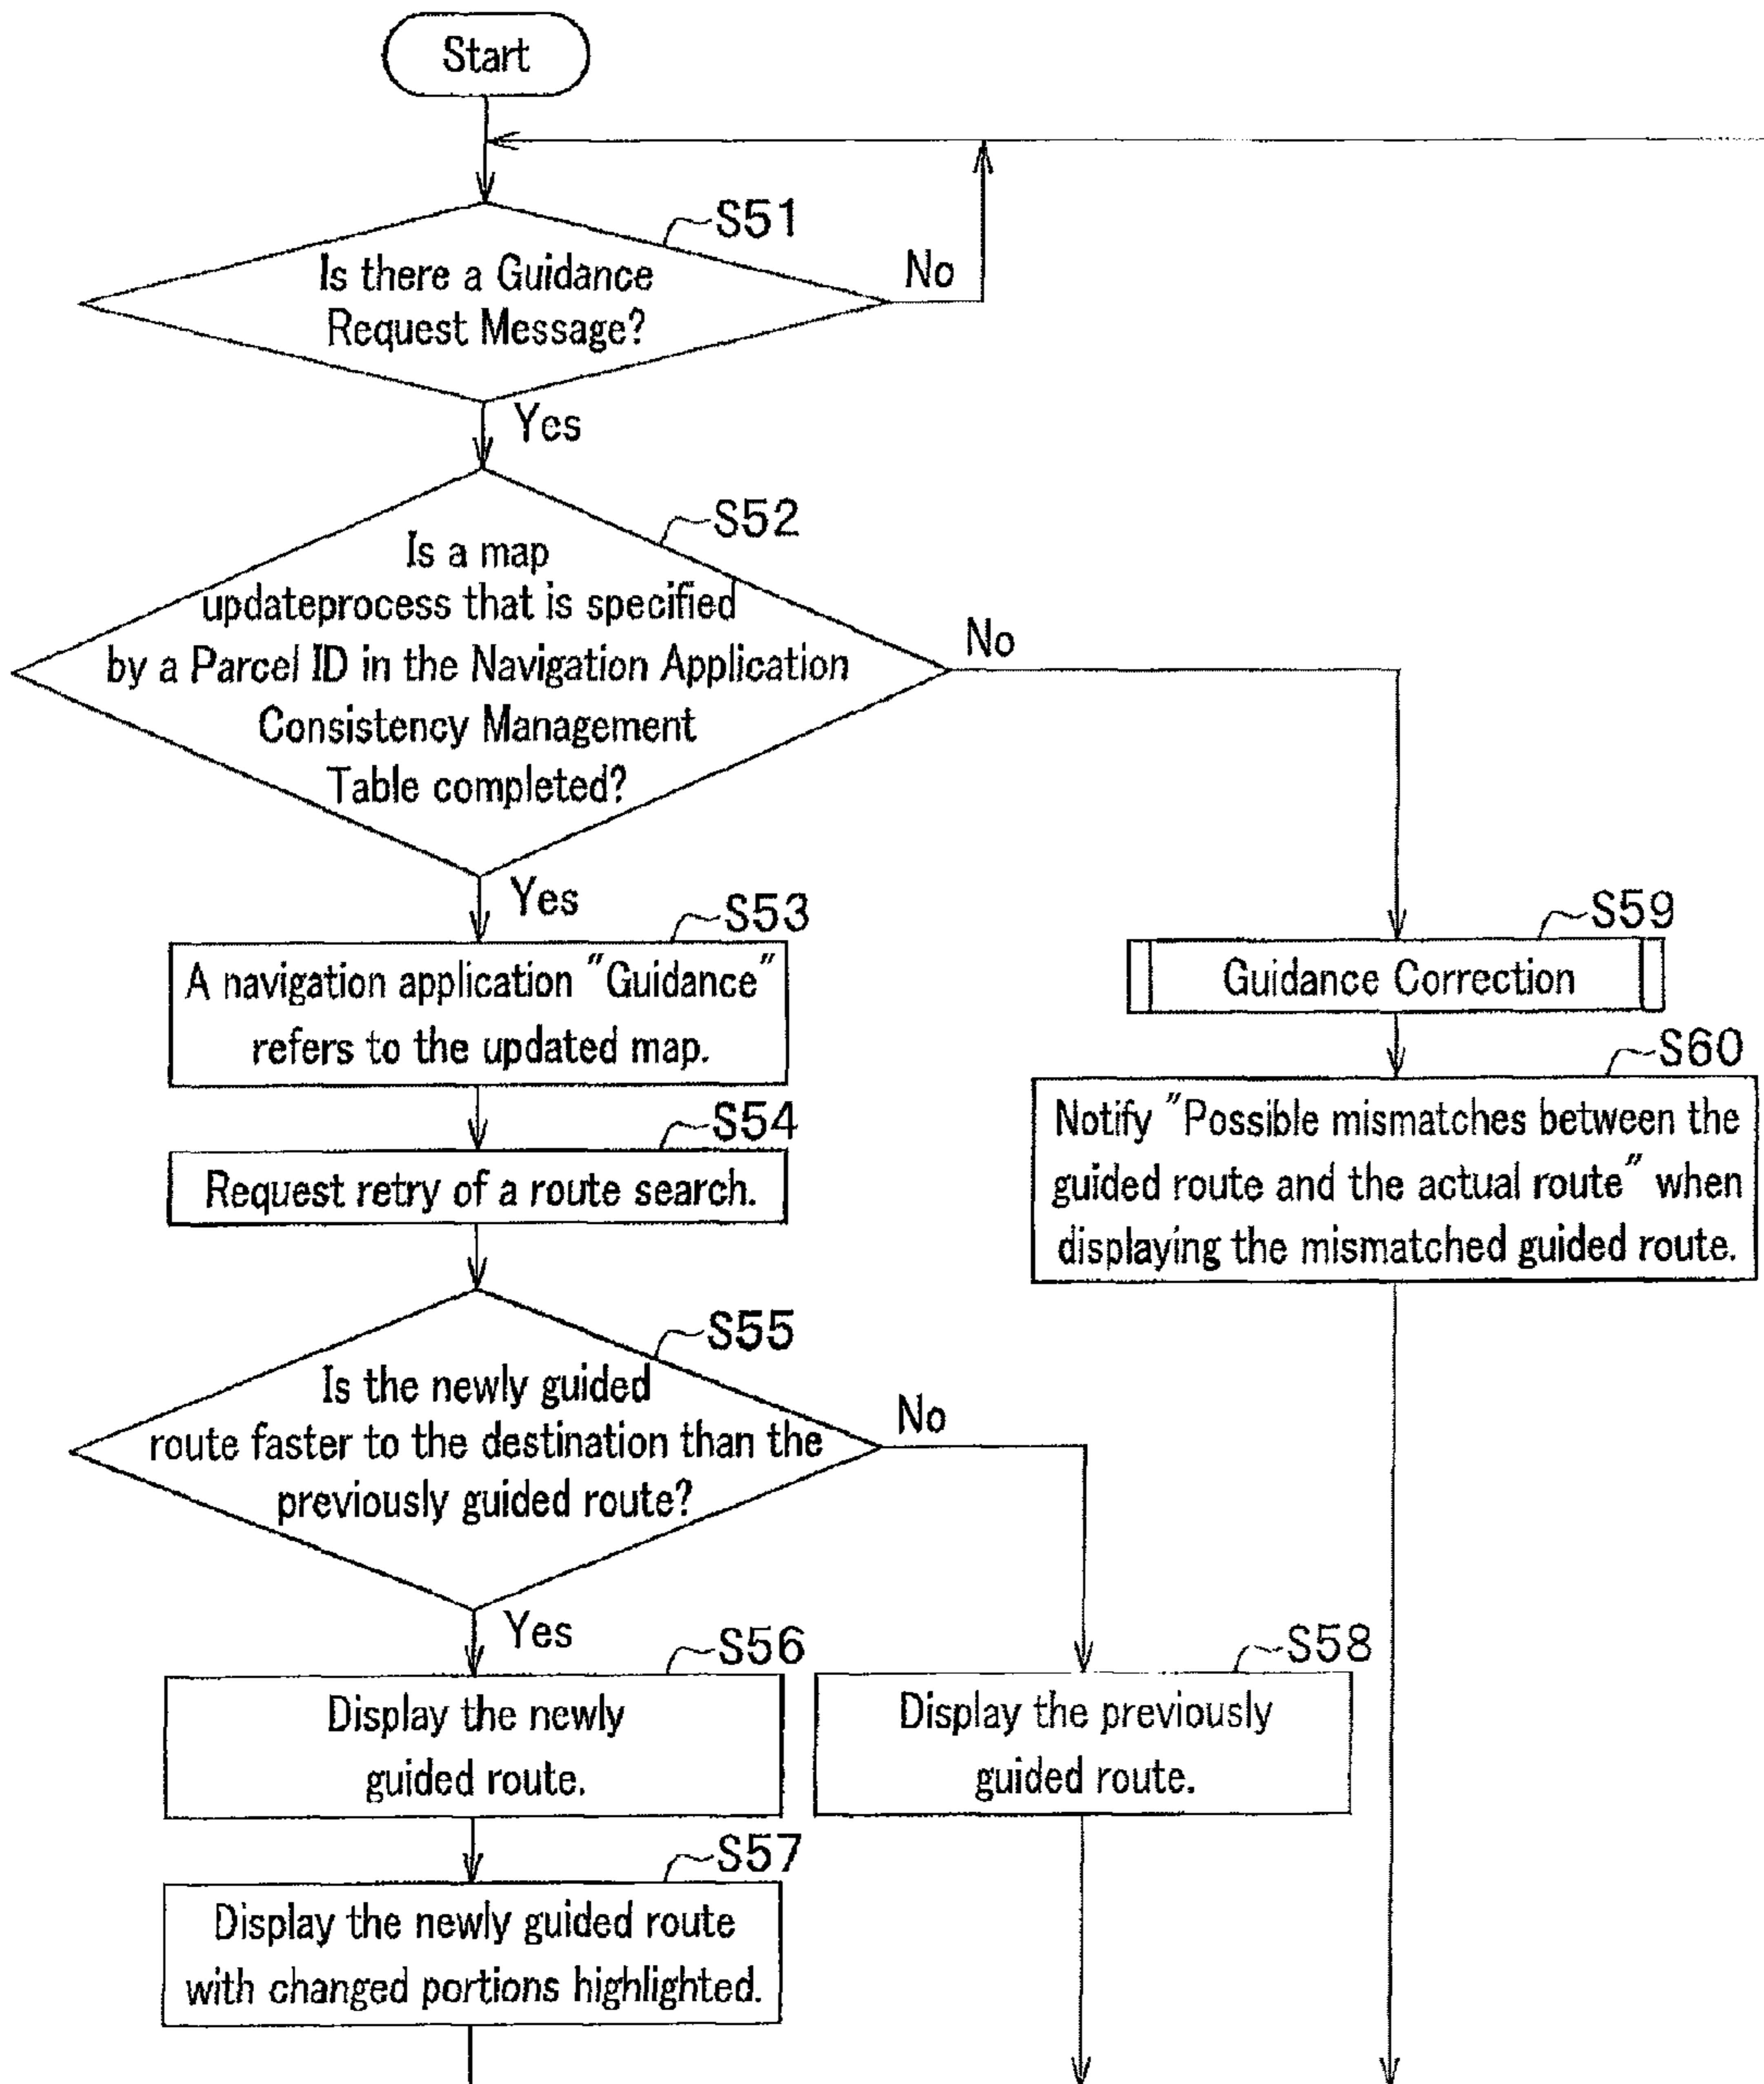 Start
S51
Is there a Guidance
Request Message?
No
Yes
S52
Is a map
updateprocess that is specified
by a Parcel ID in the Navigation Application
Consistency Management
Table completed?
No
Yes
S53
A navigation application "Guidance"
refers to the updated map.
S59
Guidance Correction
S54
Request retry of a route search.
S60
Notify "Possible mismatches between the
guided route and the actual route" when
displaying the mismatched guided route.
S55
Is the newly guided
route faster to the destination than the
previously guided route?
No
Yes
S56
Display the newly
guided route.
S58
Display the previously
guided route.
S57
Display the newly guided route
with changed portions highlighted.